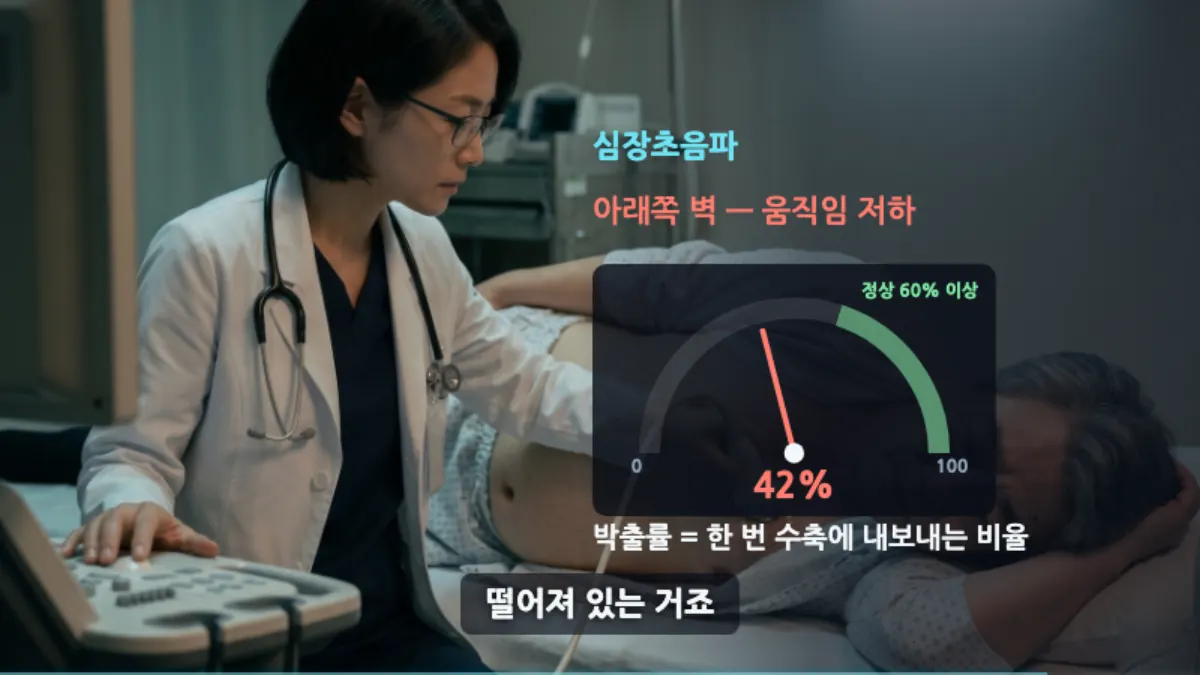 심장초음파
아래쪽 벽 — 움직임 저하
정상 60% 이상
0
100
42%
박출률 = 한 번 수축에 내보내는 비율
떨어져 있는 거죠